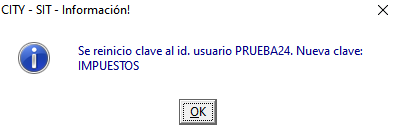 CITY - SIT - Información!
Se reinicio clave al id. usuario PRUEBA24. Nueva clave:
IMPUESTOS
OK